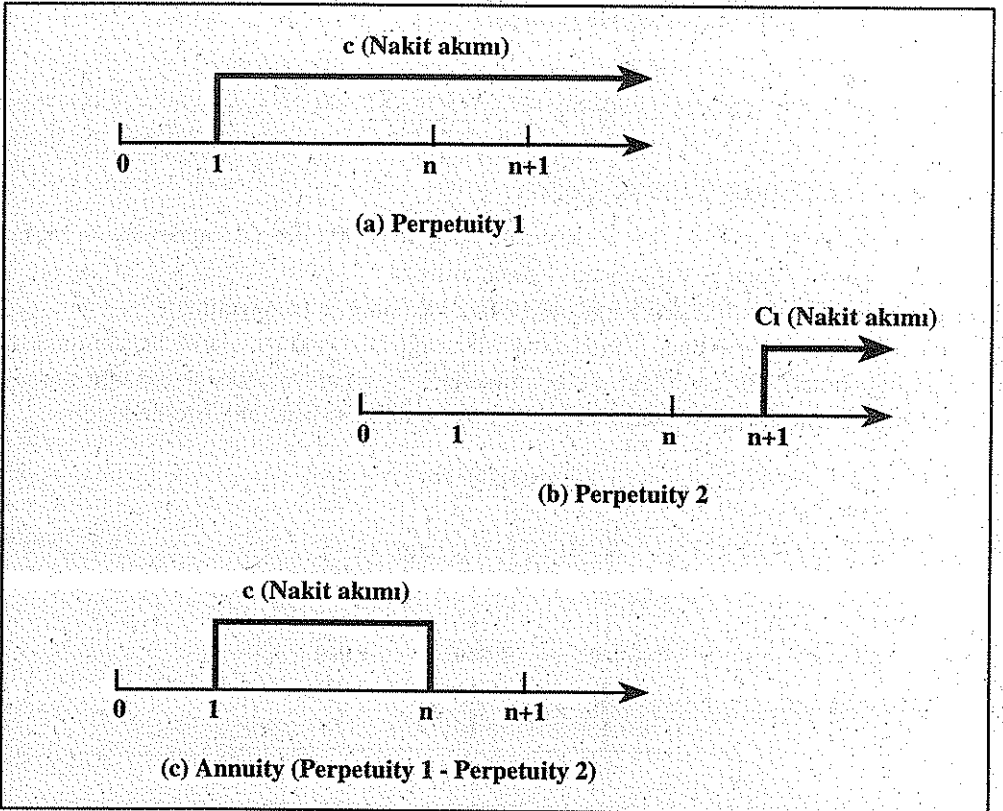 c (Nakit akımı)
0 1 n n+1
(a) Perpetuity 1
C1 (Nakit akımı)
0 1 n n+1
(b) Perpetuity 2
c (Nakit akımı)
0 1 n n+1
(c) Annuity (Perpetuity 1 - Perpetuity 2)